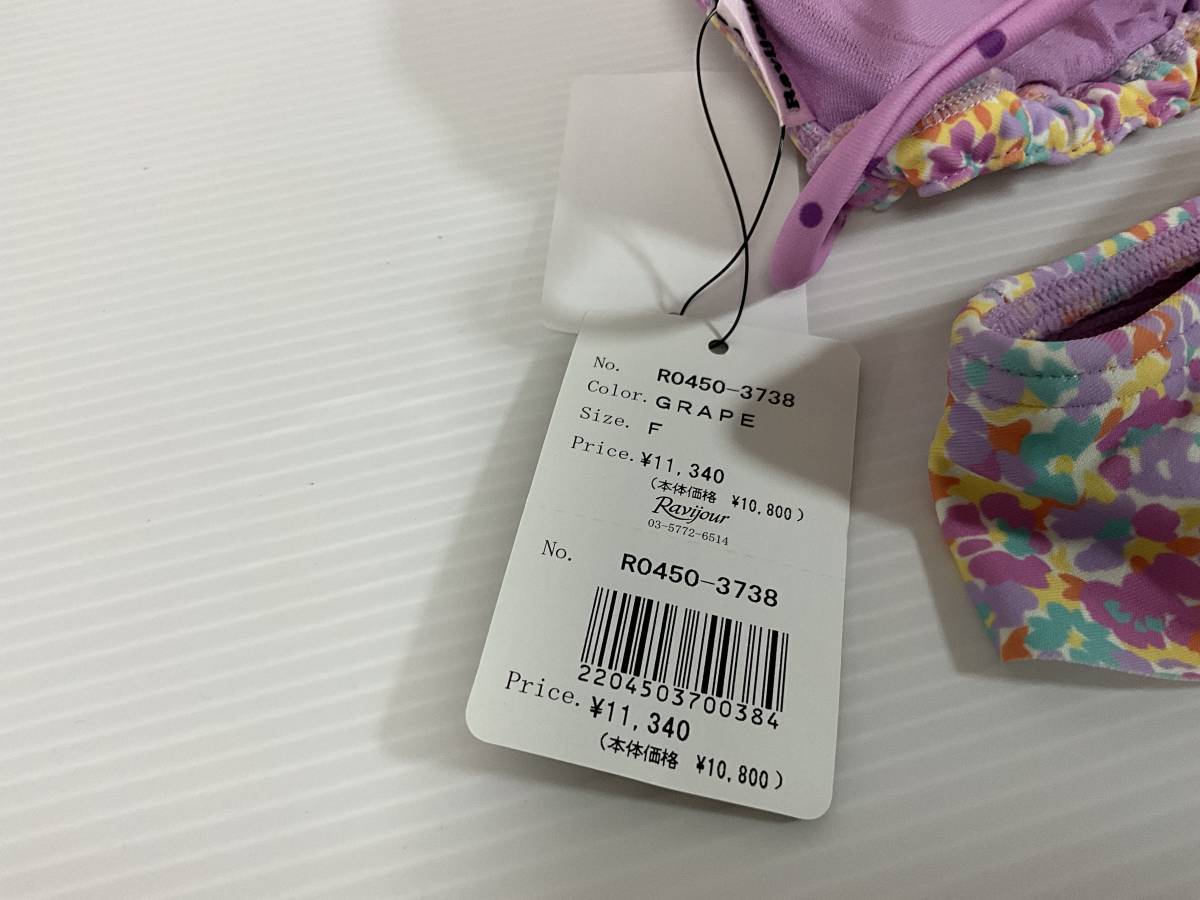 No. R0450-3738
Color. GRAPE
Size. F
Price. ¥11,340
(本体価格 ¥10,800)
Ravijour
03-5772-6514
No. R0450-3738
2204503700384
Price. ¥11,340
(本体価格 ¥10,800)